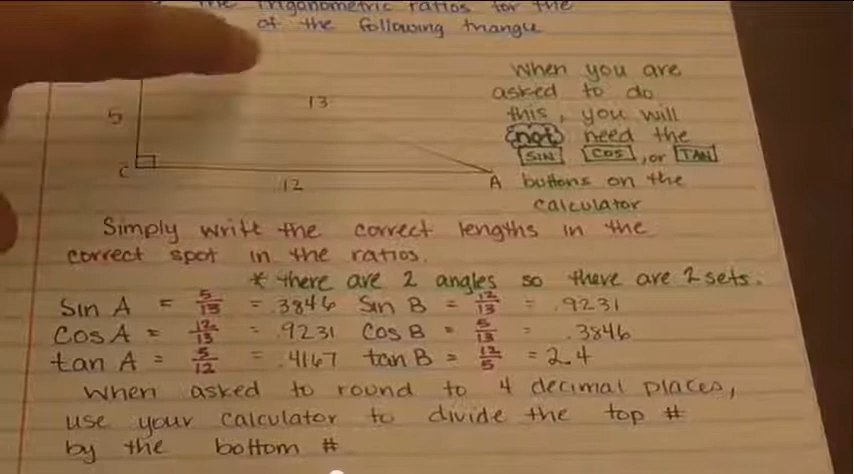 trigonometric ratios for the
of the following triangle
When you are
asked to do
this, you will
not need the
SIN COS, or TAN
buttons on the
calculator
5
13
C
12
A
Simply write the correct lengths in the
correct spot in the ratios.
* there are 2 angles so there are 2 sets.
Sin A = 5/13 = .3846 Sin B = 12/13 = .9231
Cos A = 12/13 = .9231 Cos B = 5/13 = .3846
tan A = 5/12 = .4167 tan B = 12/5 = 2.4
When asked to round to 4 decimal places,
use your calculator to divide the top #
by the bottom #